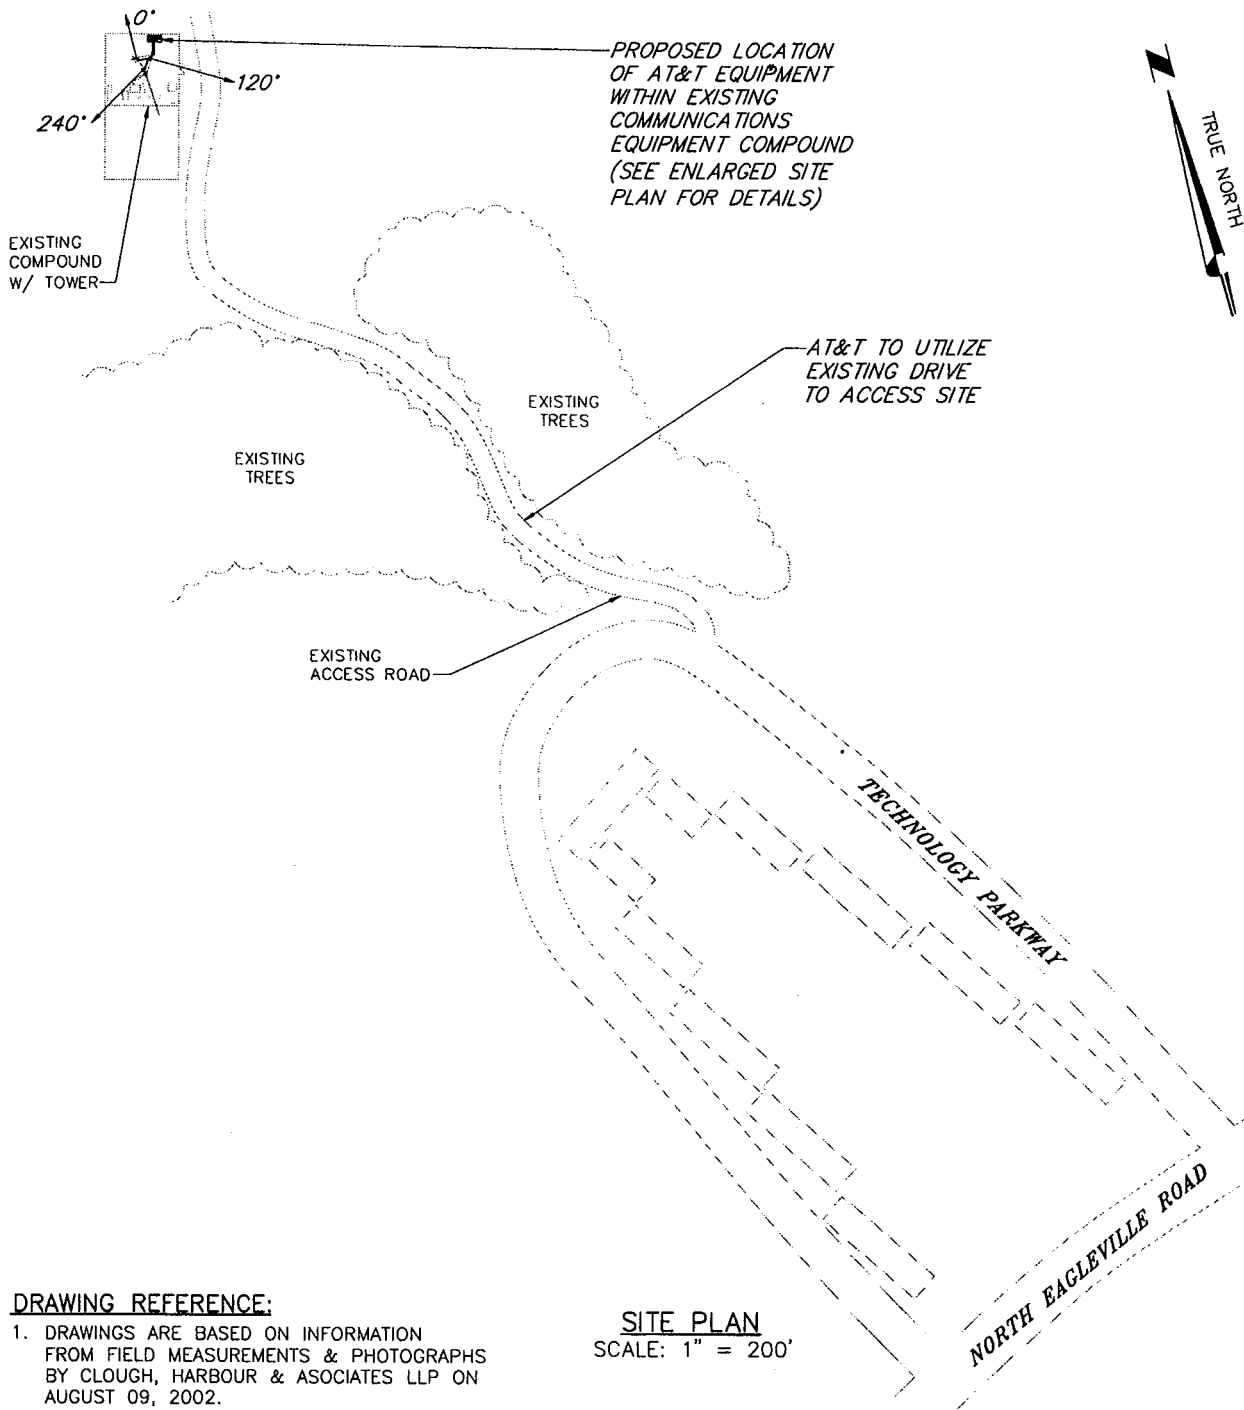 0°
PROPOSED LOCATION
OF AT&T EQUIPMENT
WITHIN EXISTING
COMMUNICATIONS
EQUIPMENT COMPOUND
(SEE ENLARGED SITE
PLAN FOR DETAILS)
120°
240°
TRUE NORTH
EXISTING
COMPOUND
W/ TOWER
AT&T TO UTILIZE
EXISTING DRIVE
TO ACCESS SITE
EXISTING
TREES
EXISTING
TREES
EXISTING
ACCESS ROAD
TECHNOLOGY PARKWAY
NORTH EAGLEVILLE ROAD
DRAWING REFERENCE:
1. DRAWINGS ARE BASED ON INFORMATION
FROM FIELD MEASUREMENTS & PHOTOGRAPHS
BY CLOUGH, HARBOUR & ASOCIATES LLP ON
AUGUST 09, 2002.
SITE PLAN
SCALE: 1" = 200'